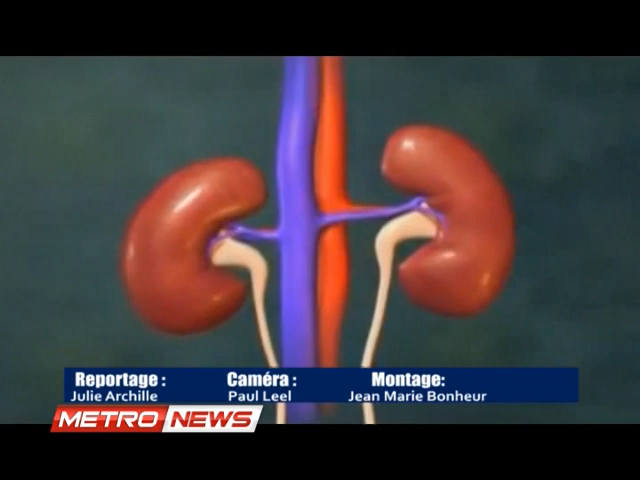 Reportage : Caméra : Montage:
Julie Archille Paul Leel Jean Marie Bonheur
METRO NEWS